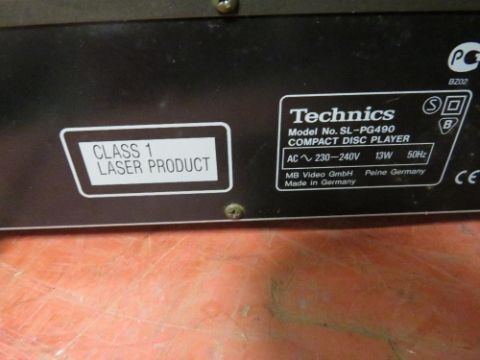 CLASS 1
LASER PRODUCT
Technics
Model No. SL-PG490
COMPACT DISC PLAYER
AC ~ 230-240V 13W 50Hz
MB Video GmbH Peine Germany
Made in Germany
S
B
PC
BZ02
CE